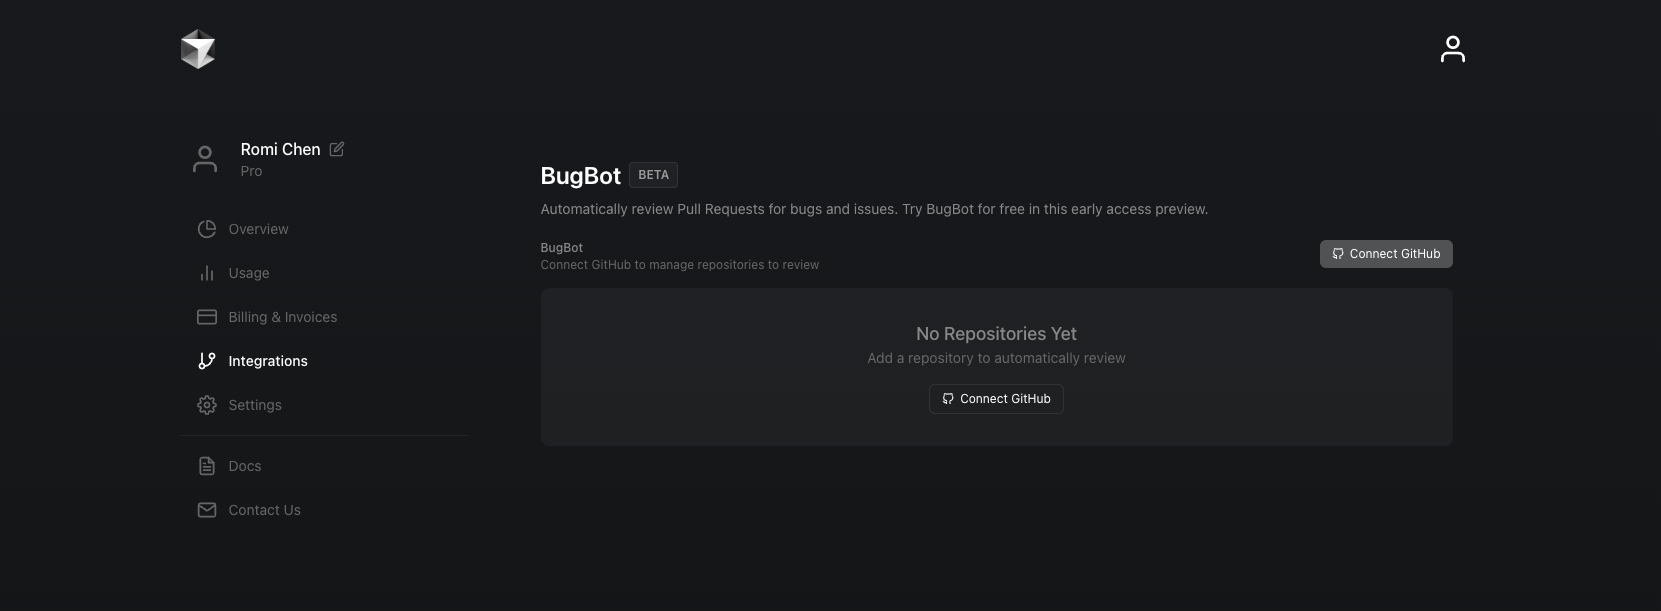 Romi Chen
Pro
Overview
Usage
Billing & Invoices
Integrations
Settings
Docs
Contact Us
BugBot BETA
Automatically review Pull Requests for bugs and issues. Try BugBot for free in this early access preview.
BugBot
Connect GitHub to manage repositories to review
Connect GitHub
No Repositories Yet
Add a repository to automatically review
Connect GitHub